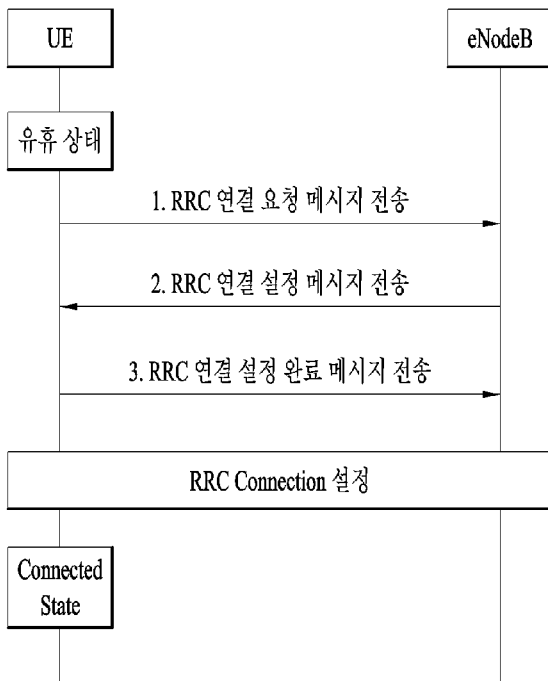 UE
eNodeB
유휴 상태
1. RRC 연결 요청 메시지 전송
2. RRC 연결 설정 메시지 전송
3. RRC 연결 설정 완료 메시지 전송
RRC Connection 설정
Connected
State